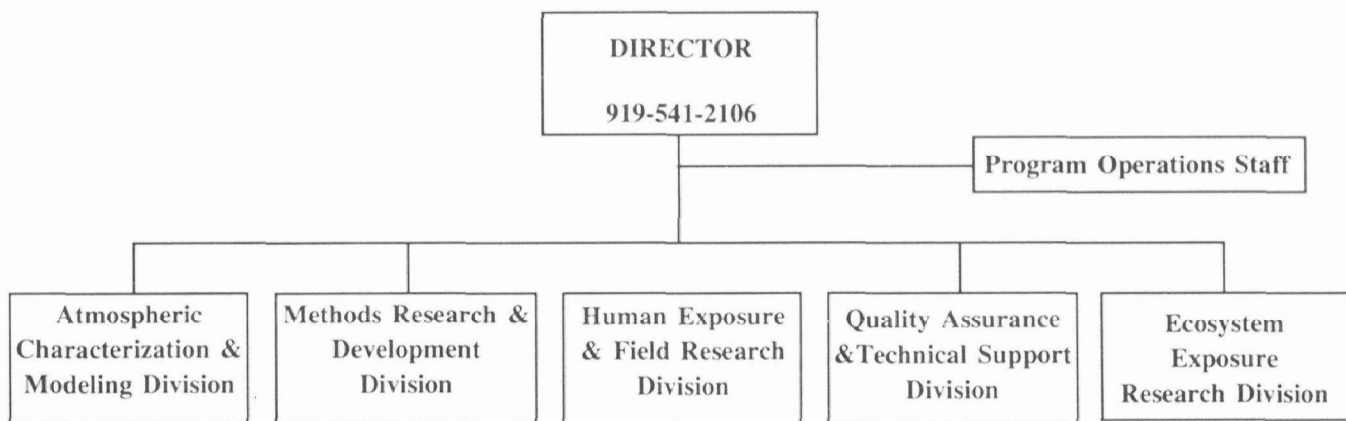 DIRECTOR
919-541-2106
Program Operations Staff
Atmospheric
Characterization &
Modeling Division
Methods Research &
Development
Division
Human Exposure
& Field Research
Division
Quality Assurance
&Technical Support
Division
Ecosystem
Exposure
Research Division